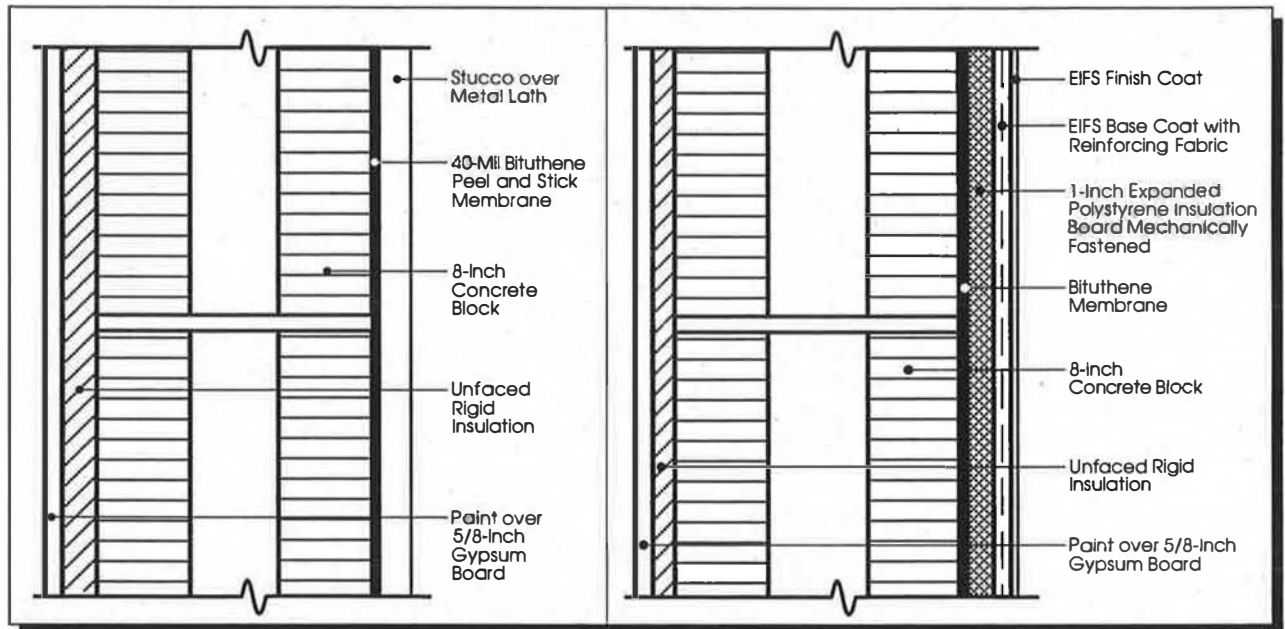 Stucco over
Metal Lath
40-Mil Bituthene
Peel and Stick
Membrane
8-Inch
Concrete
Block
Unfaced
Rigid
Insulation
Paint over
5/8-Inch
Gypsum
Board
EIFS Finish Coat
EIFS Base Coat with
Reinforcing Fabric
1-Inch Expanded
Polystyrene Insulation
Board Mechanically
Fastened
Bituthene
Membrane
8-Inch
Concrete Block
Unfaced Rigid
Insulation
Paint over 5/8-Inch
Gypsum Board